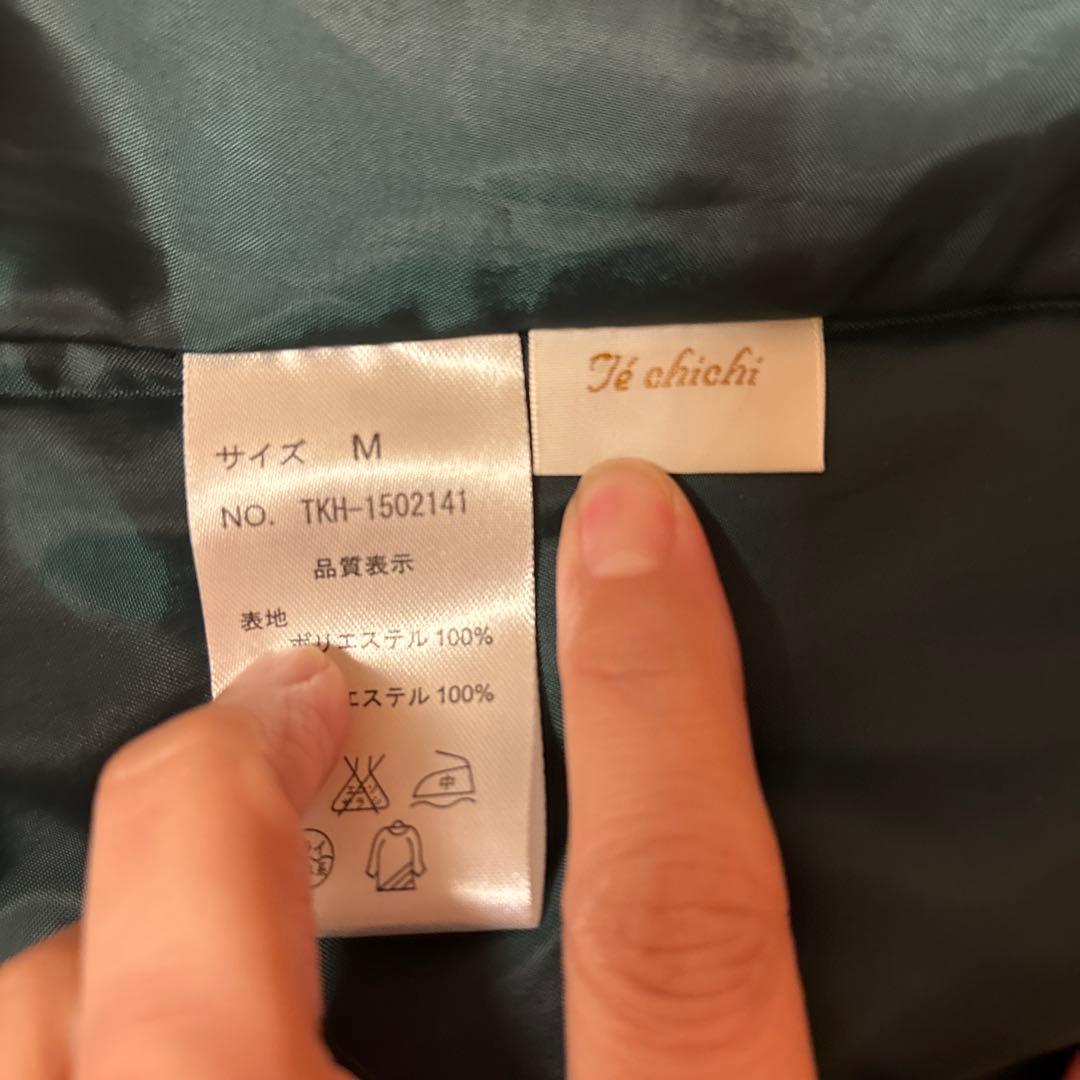 Té chichi
サイズ M
NO. TKH-1502141
品質表示
表地
ポリエステル 100%
エステル 100%
中